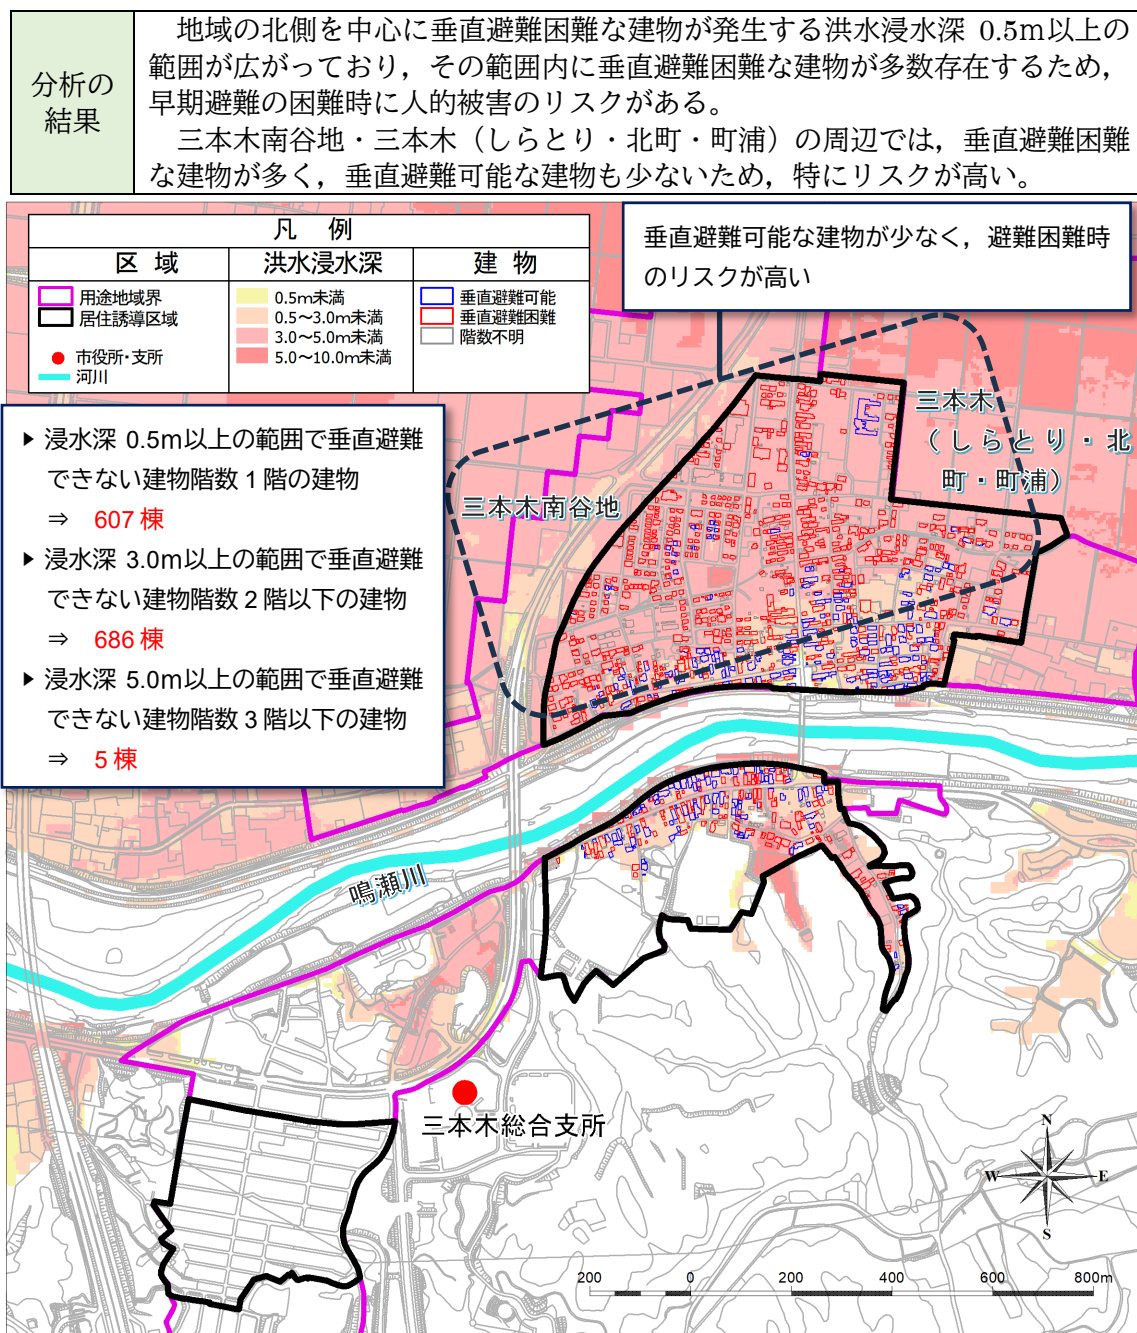 分析の
結果
地域の北側を中心に垂直避難困難な建物が発生する洪水浸水深 0.5m以上の
範囲が広がっており，その範囲内に垂直避難困難な建物が多数存在するため，
早期避難の困難時に人的被害のリスクがある。
三本木南谷地・三本木（しらとり・北町・町浦）の周辺では，垂直避難困難
な建物が多く，垂直避難可能な建物も少ないため，特にリスクが高い。
凡 例
区 域
洪水浸水深
建 物
用途地域界
居住誘導区域
市役所・支所
河川
0.5m未満
0.5～3.0m未満
3.0～5.0m未満
5.0～10.0m未満
垂直避難可能
垂直避難困難
階数不明
垂直避難可能な建物が少なく，避難困難時
のリスクが高い
▶ 浸水深 0.5m以上の範囲で垂直避難
できない建物階数 1 階の建物
⇒ 607 棟
▶ 浸水深 3.0m以上の範囲で垂直避難
できない建物階数 2 階以下の建物
⇒ 686 棟
▶ 浸水深 5.0m以上の範囲で垂直避難
できない建物階数 3 階以下の建物
⇒ 5 棟
三本木
（しらとり・北
町・町浦）
三本木南谷地
鳴瀬川
三本木総合支所
N
W
E
S
200 0 200 400 600 800m